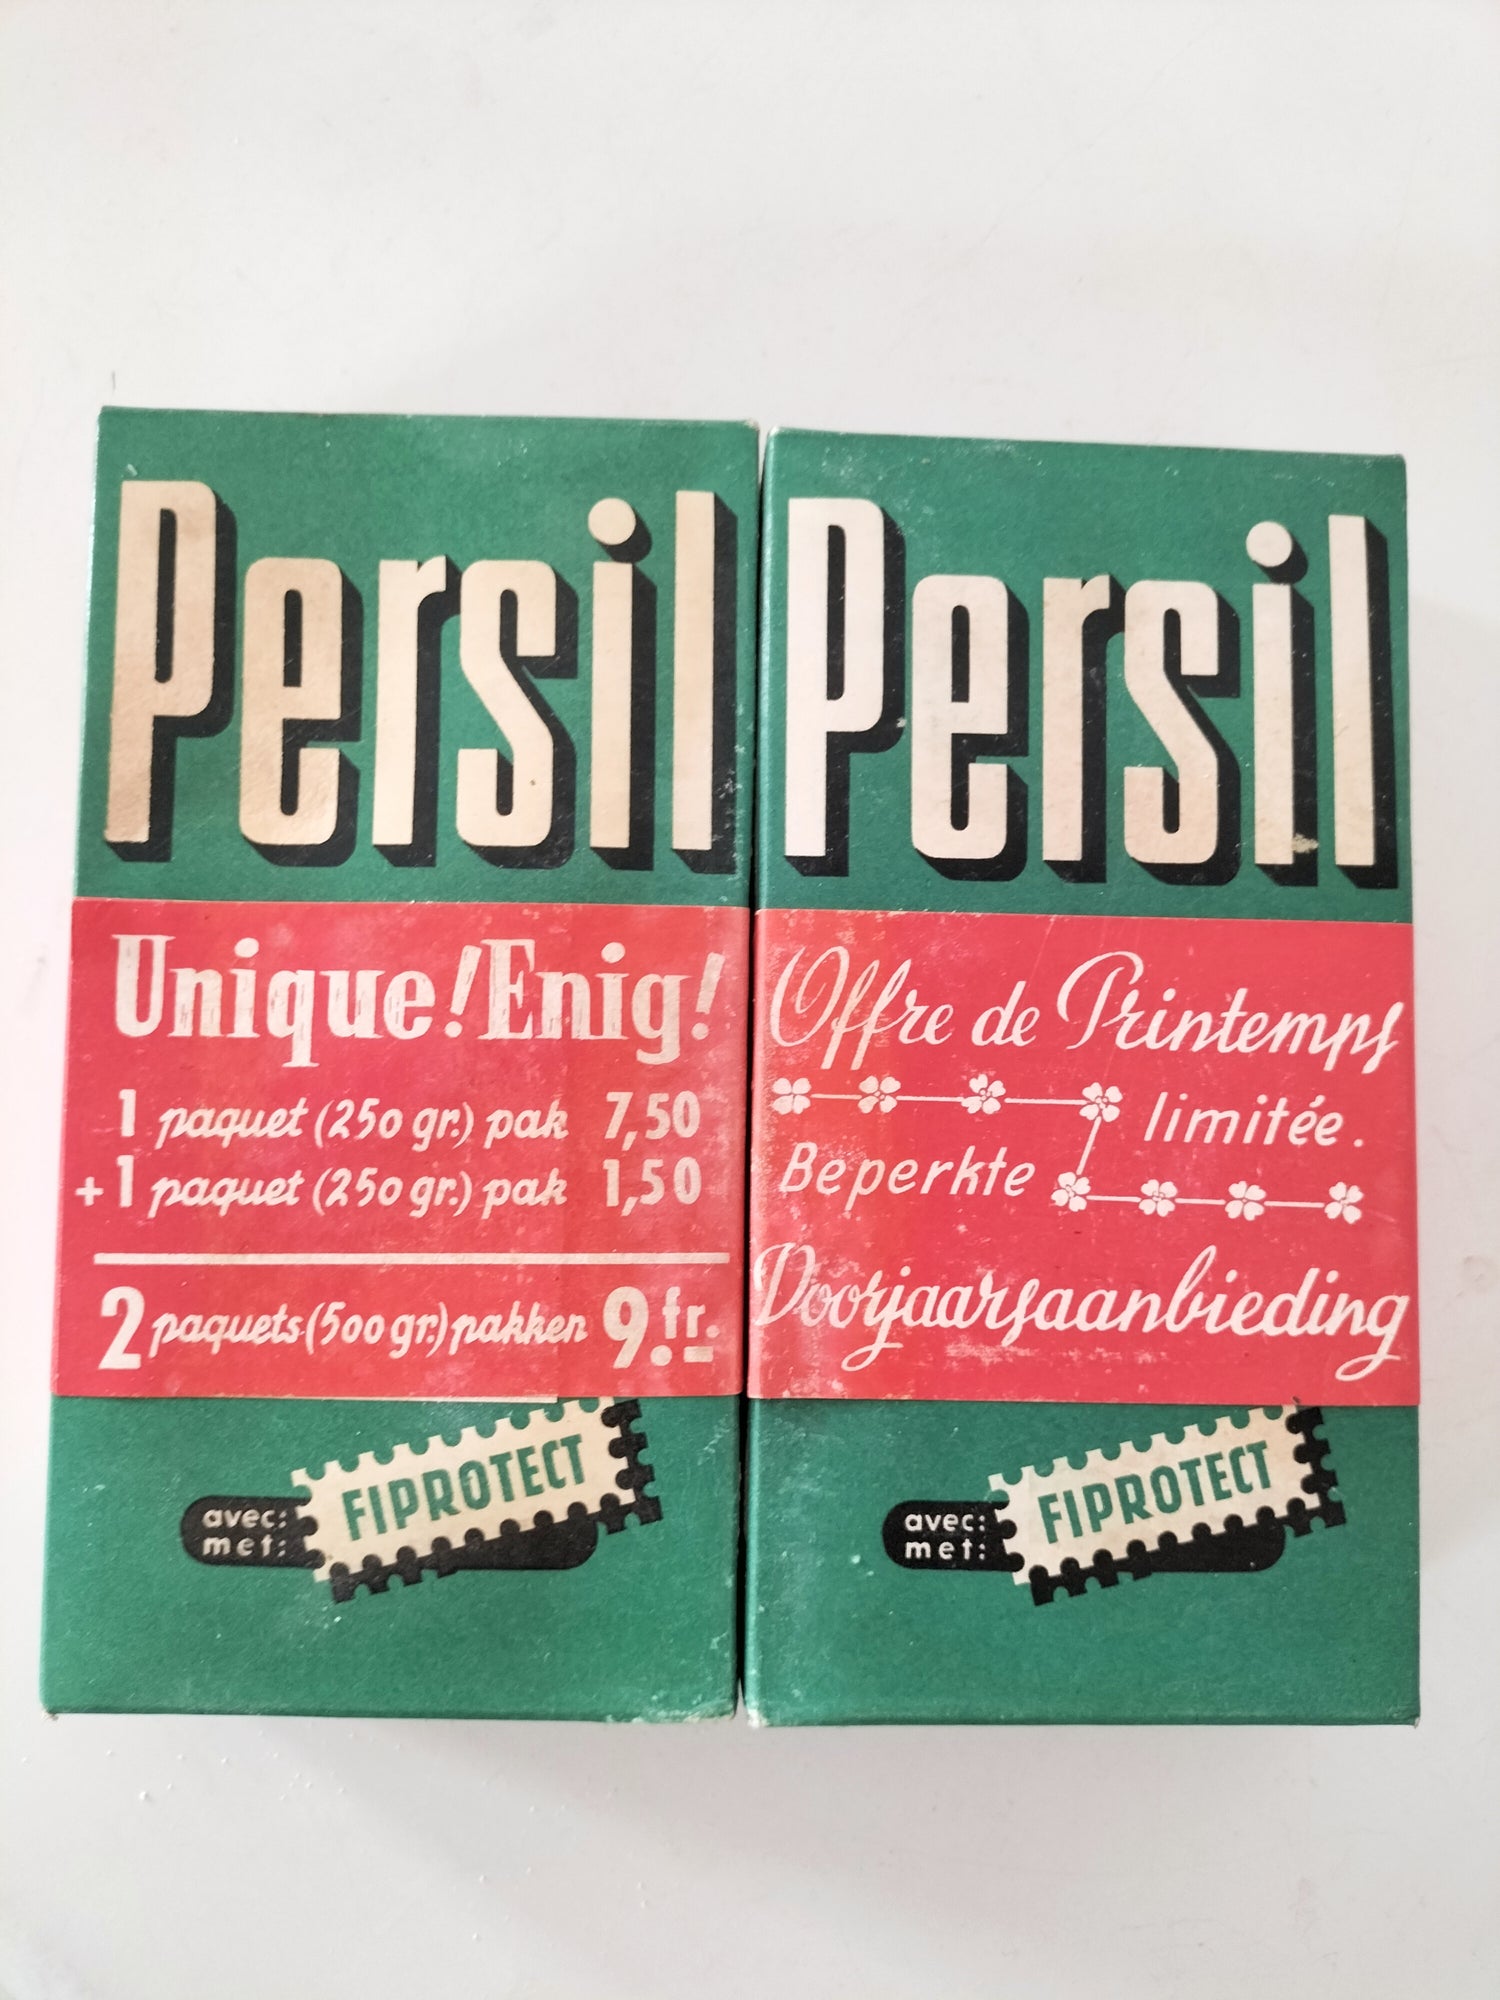 Persil
Unique! Enig!
1 paquet (250 gr.) pak 7,50
+ 1 paquet (250 gr.) pak 1,50
2 paquets (500 gr.) pakken 9.- fr.
avec:
met:
FIPROTECT
Persil
Offre de Printemps
limitée.
Beperkte
Voorjaarsaanbieding
avec:
met:
FIPROTECT